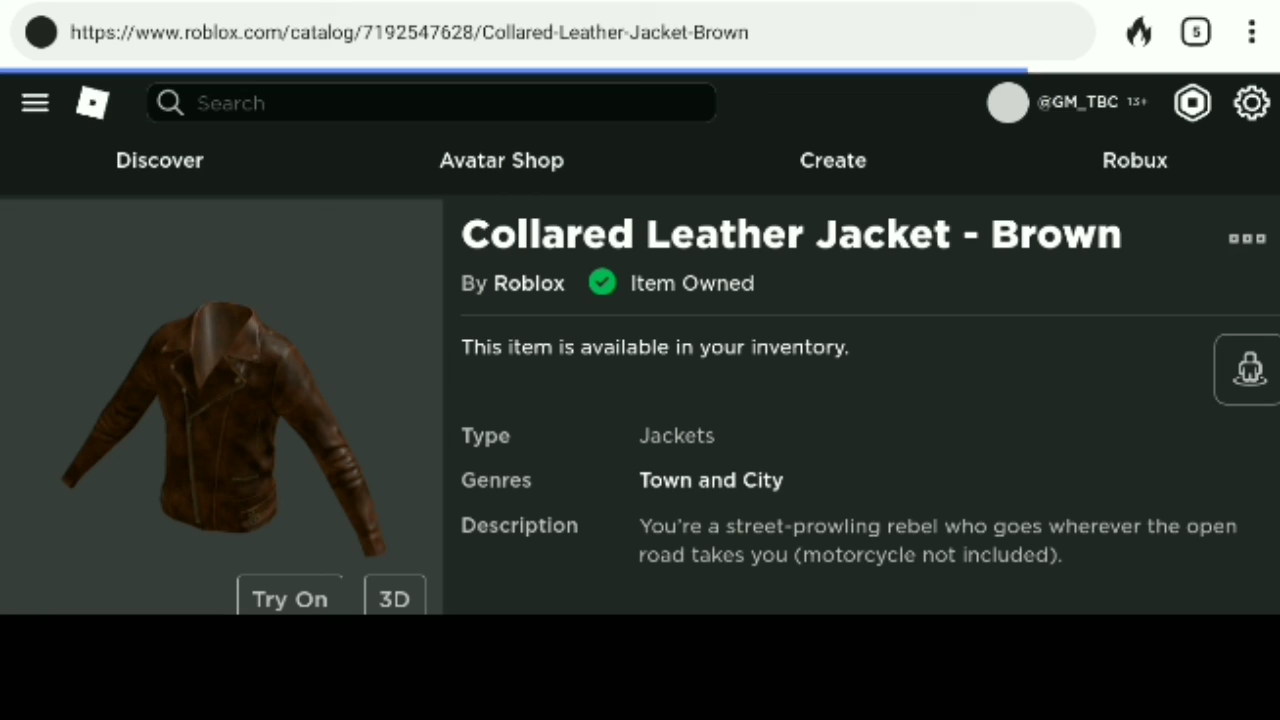 https://www.roblox.com/catalog/7192547628/Collared-Leather-Jacket-Brown
5
Search
@GM_TBC 13+
Discover
Avatar Shop
Create
Robux
Collared Leather Jacket - Brown
By Roblox Item Owned
This item is available in your inventory.
Type Jackets
Genres Town and City
Description You're a street-prowling rebel who goes wherever the open
road takes you (motorcycle not included).
Try On
3D